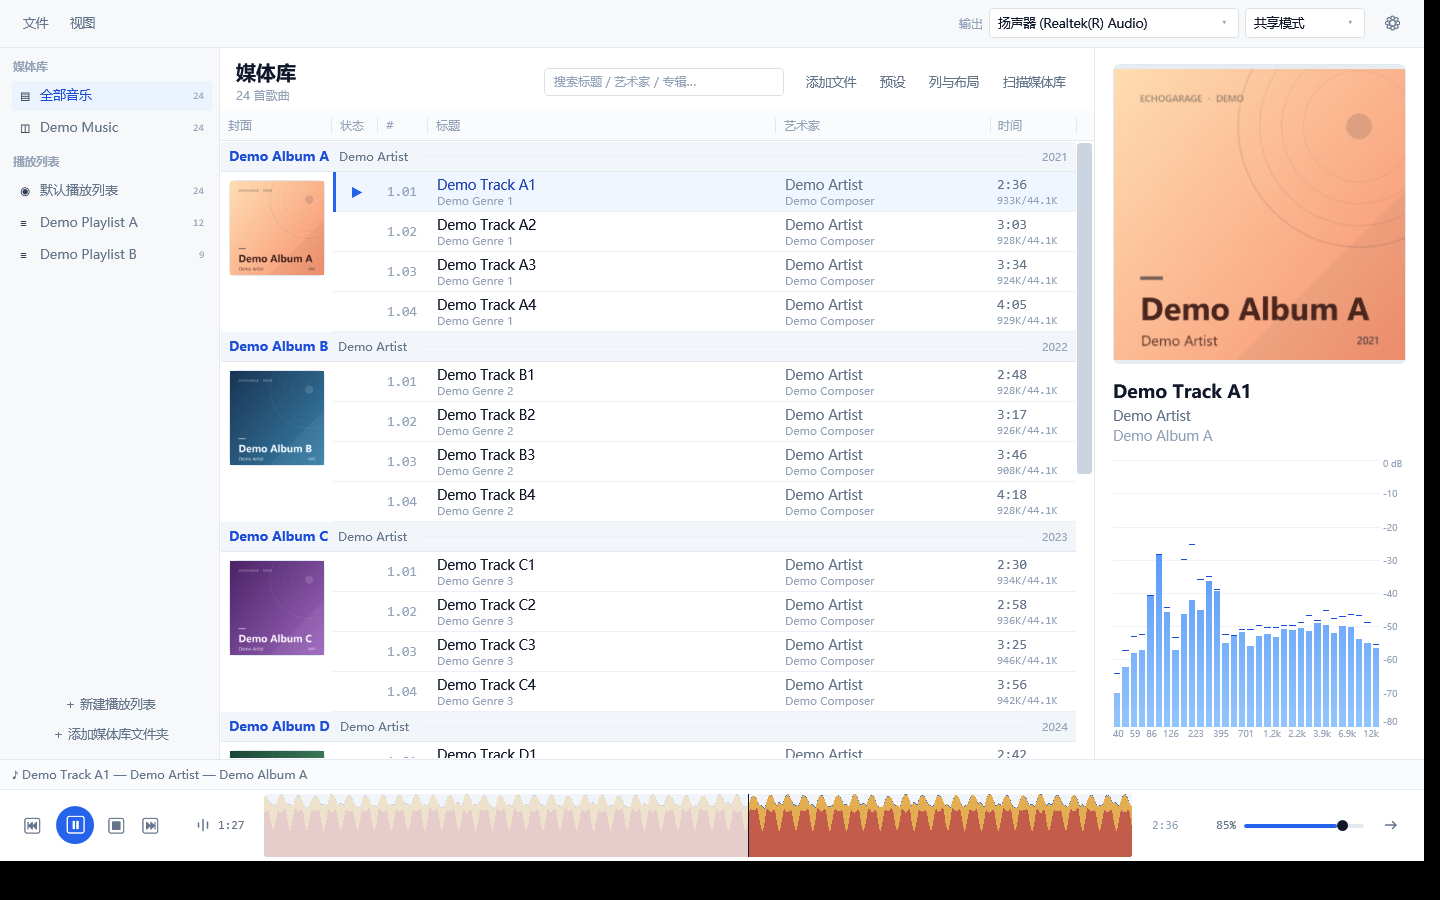 文件 视图 输出 扬声器 (Realtek(R) Audio) 共享模式
媒体库
全部音乐 24
Demo Music 24
播放列表
默认播放列表 24
Demo Playlist A 12
Demo Playlist B 9
+ 新建播放列表
+ 添加媒体库文件夹
媒体库
24 首歌曲
搜索标题 / 艺术家 / 专辑... 添加文件 预设 列与布局 扫描媒体库
封面 状态 # 标题 艺术家 时间
Demo Album A Demo Artist 2021
Demo Album A
Demo Artist
1.01 Demo Track A1 Demo Artist 2:36
Demo Genre 1 Demo Composer 933K/44.1K
1.02 Demo Track A2 Demo Artist 3:03
Demo Genre 1 Demo Composer 928K/44.1K
1.03 Demo Track A3 Demo Artist 3:34
Demo Genre 1 Demo Composer 924K/44.1K
1.04 Demo Track A4 Demo Artist 4:05
Demo Genre 1 Demo Composer 929K/44.1K
Demo Album B Demo Artist 2022
Demo Album B
Demo Artist
1.01 Demo Track B1 Demo Artist 2:48
Demo Genre 2 Demo Composer 928K/44.1K
1.02 Demo Track B2 Demo Artist 3:17
Demo Genre 2 Demo Composer 926K/44.1K
1.03 Demo Track B3 Demo Artist 3:46
Demo Genre 2 Demo Composer 908K/44.1K
1.04 Demo Track B4 Demo Artist 4:18
Demo Genre 2 Demo Composer 928K/44.1K
Demo Album C Demo Artist 2023
Demo Album C
Demo Artist
1.01 Demo Track C1 Demo Artist 2:30
Demo Genre 3 Demo Composer 934K/44.1K
1.02 Demo Track C2 Demo Artist 2:58
Demo Genre 3 Demo Composer 936K/44.1K
1.03 Demo Track C3 Demo Artist 3:25
Demo Genre 3 Demo Composer 946K/44.1K
1.04 Demo Track C4 Demo Artist 3:56
Demo Genre 3 Demo Composer 942K/44.1K
Demo Album D Demo Artist 2024
Demo Track D1 Demo Artist 2:42
ECHOGARAGE · DEMO
Demo Album A
Demo Artist 2021
Demo Track A1
Demo Artist
Demo Album A
0 dB
-10
-20
-30
-40
-50
-60
-70
-80
40 59 86 126 223 395 701 1.2k 2.2k 3.9k 6.9k 12k
♪ Demo Track A1 — Demo Artist — Demo Album A
1:27 2:36 85%